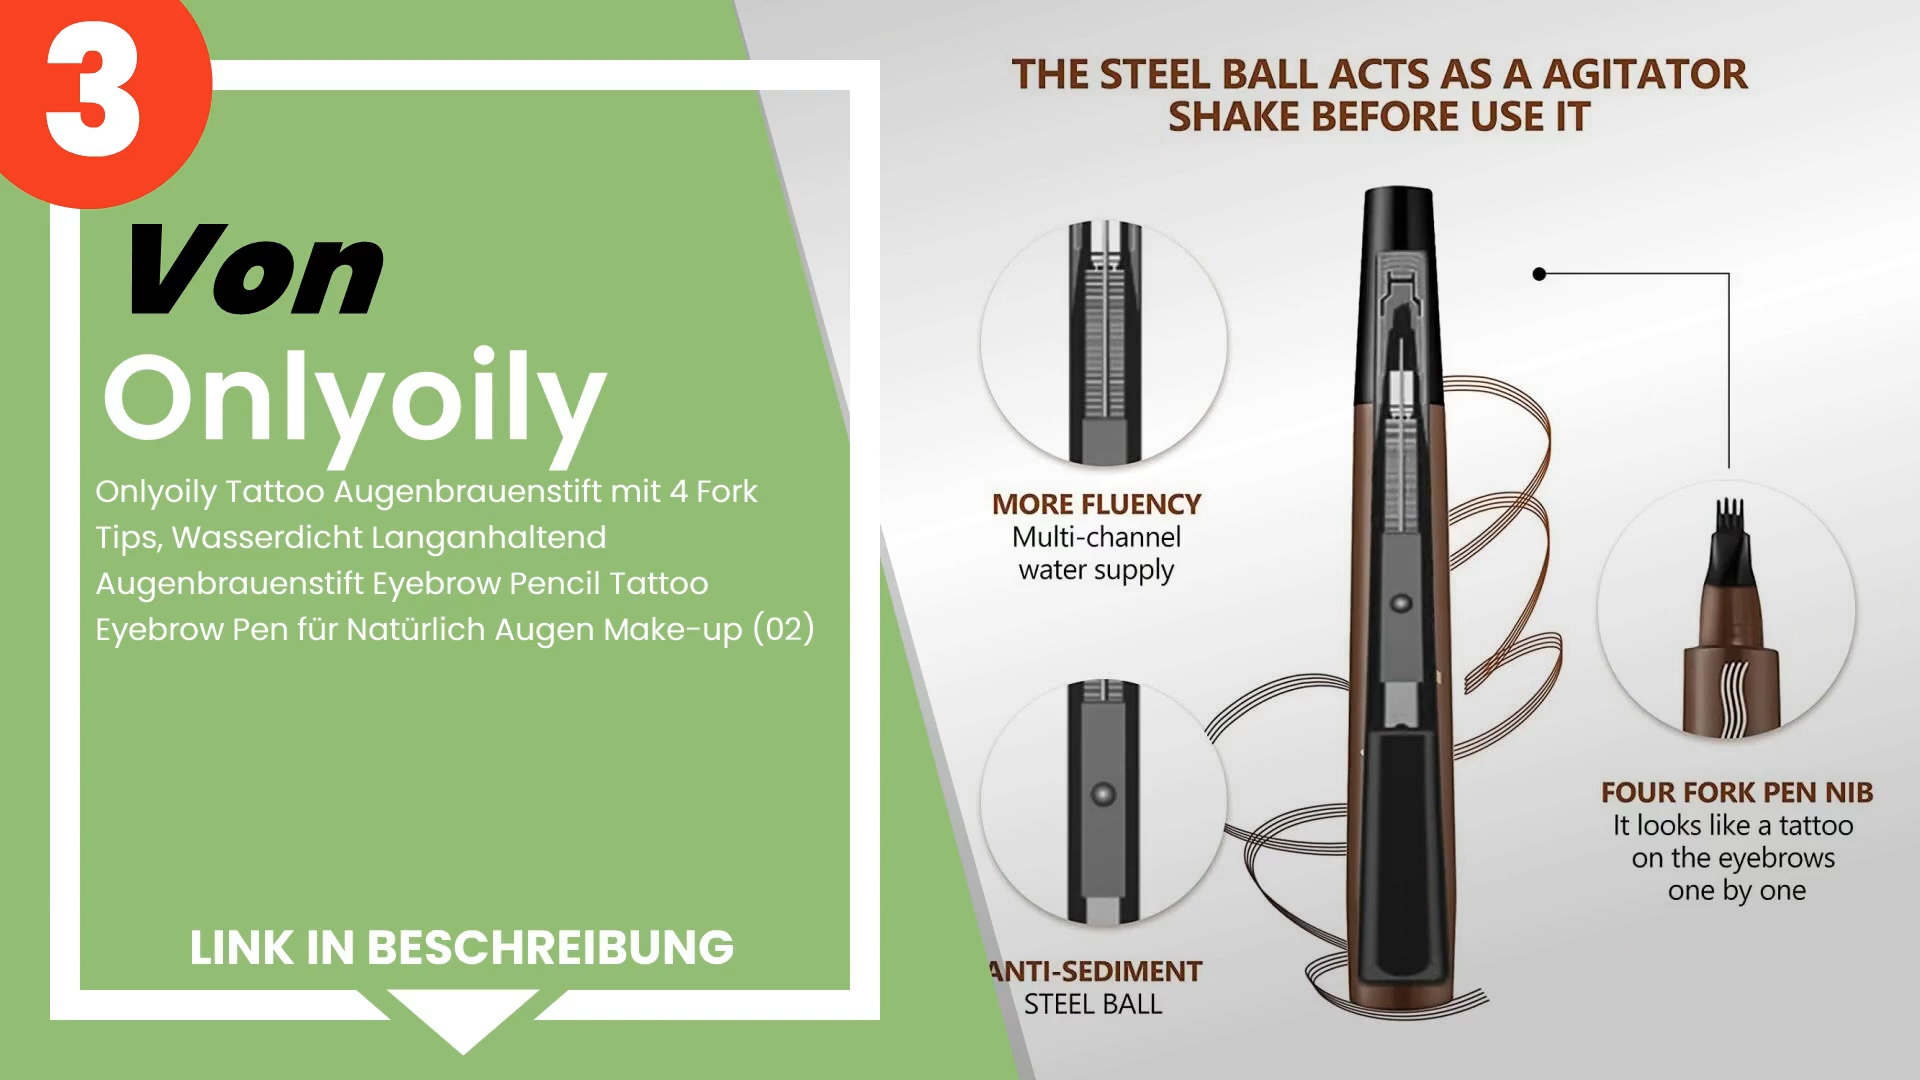 3
Von
Onlyoily
Onlyoily Tattoo Augenbrauenstift mit 4 Fork
Tips, Wasserdicht Langanhaltend
Augenbrauenstift Eyebrow Pencil Tattoo
Eyebrow Pen für Natürlich Augen Make-up (02)
LINK IN BESCHREIBUNG
THE STEEL BALL ACTS AS A AGITATOR
SHAKE BEFORE USE IT
MORE FLUENCY
Multi-channel
water supply
ANTI-SEDIMENT
STEEL BALL
FOUR FORK PEN NIB
It looks like a tattoo
on the eyebrows
one by one